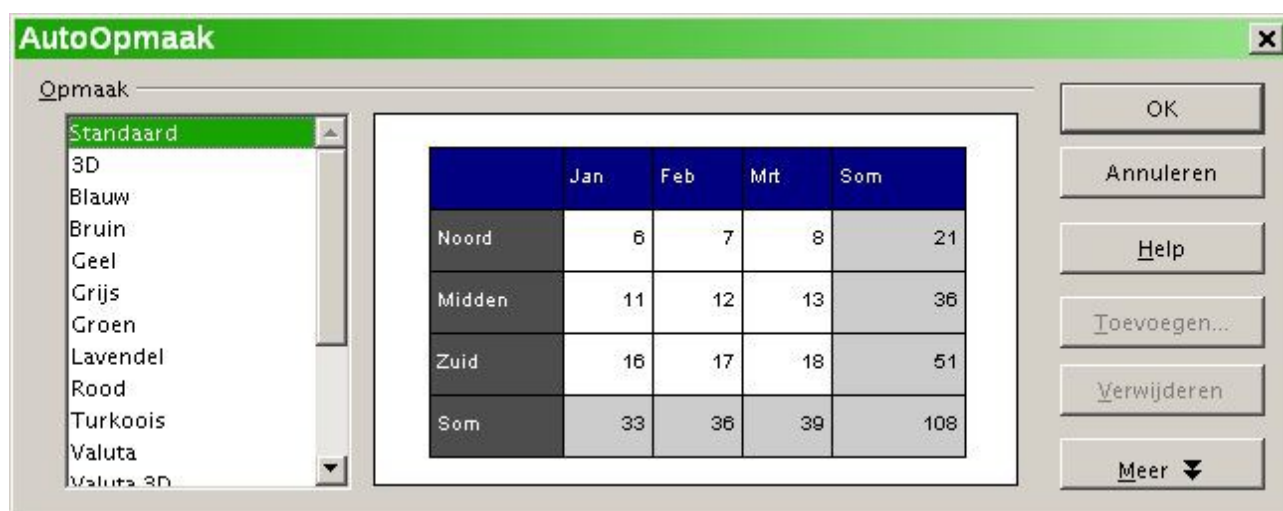 AutoOpmaak
Opmaak
Standaard
3D
Blauw
Bruin
Geel
Grijs
Groen
Lavendel
Rood
Turkoois
Valuta
Valuta 3D
Jan Feb Mrt Som
Noord 6 7 8 21
Midden 11 12 13 36
Zuid 16 17 18 51
Som 33 36 39 108
OK
Annuleren
Help
Toevoegen...
Verwijderen
Meer